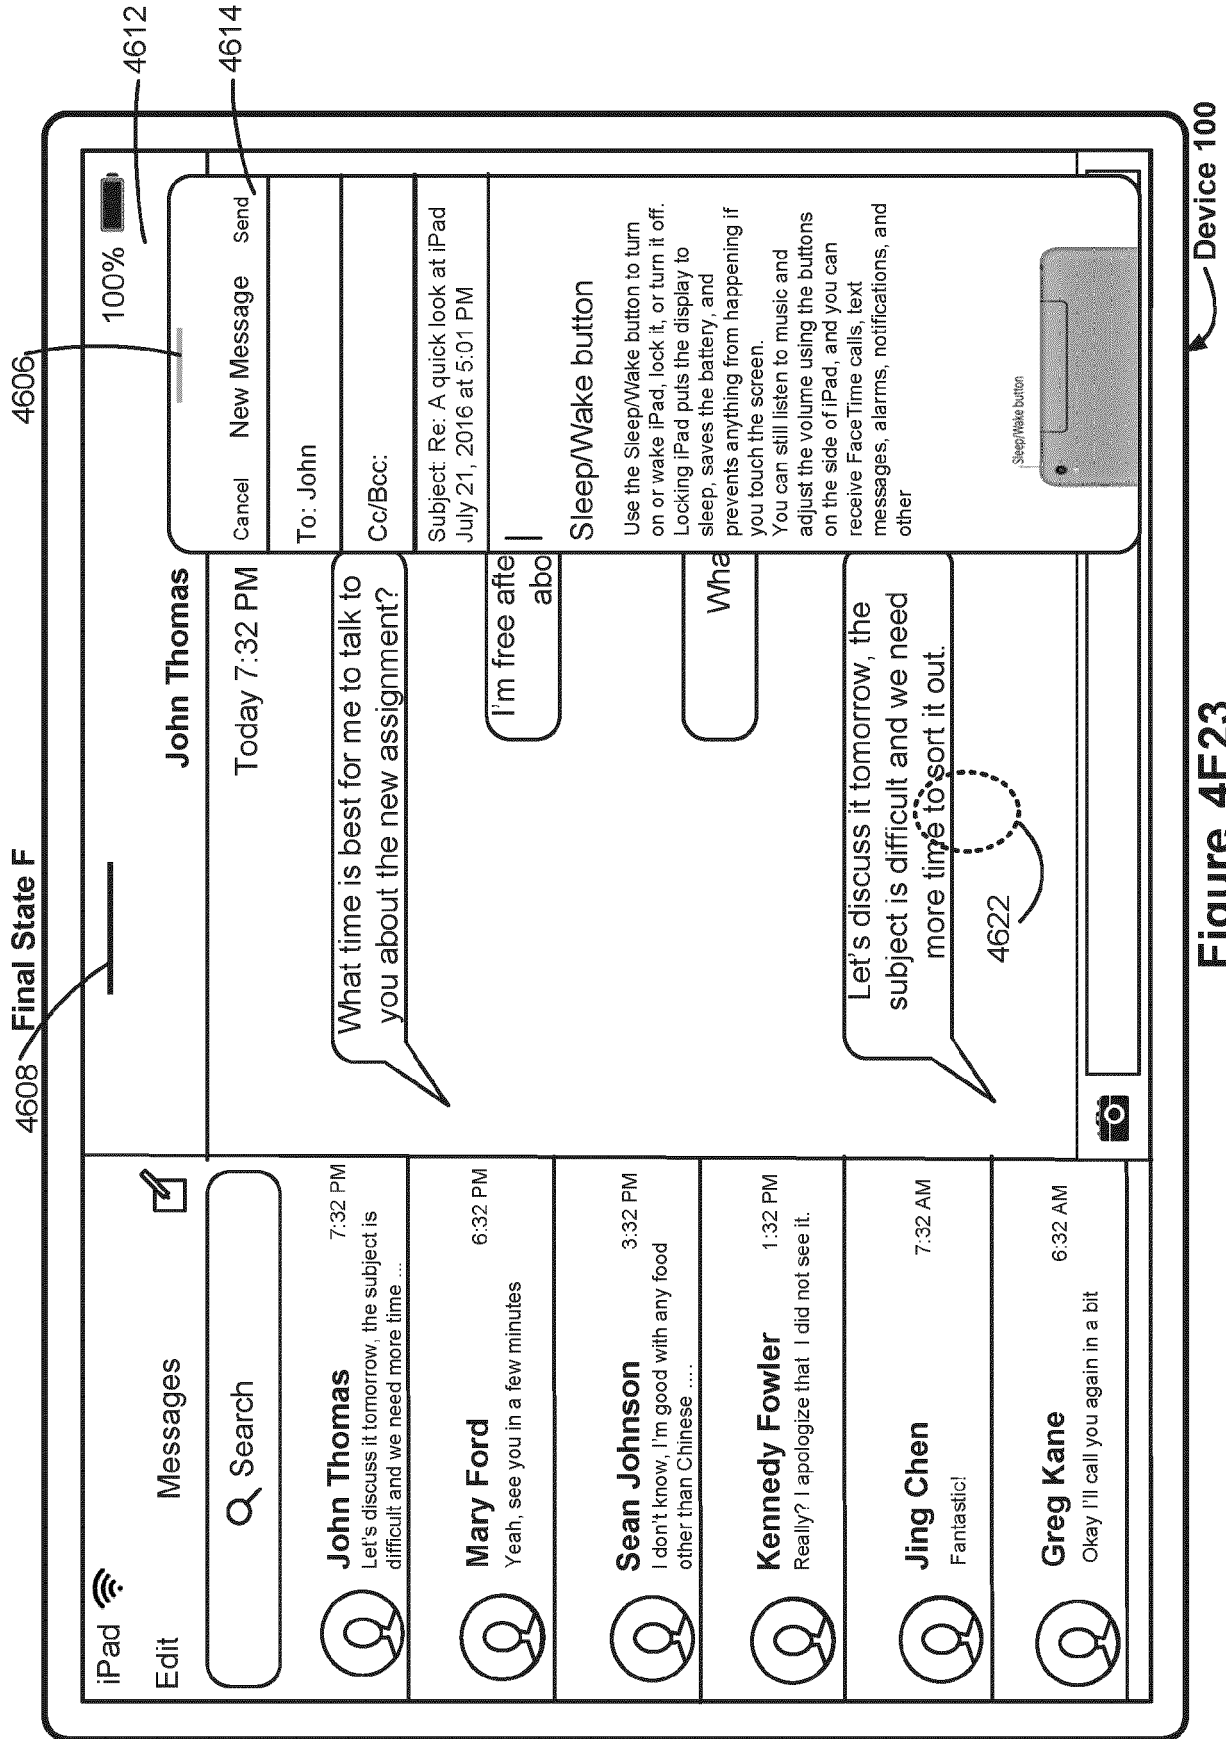 Final State F
4608
4606
4612
4614
iPad
100%
Edit
Messages
John Thomas
Search
Today 7:32 PM
John Thomas
7:32 PM
Let's discuss it tomorrow, the subject is
difficult and we need more time ...
Mary Ford
6:32 PM
Yeah, see you in a few minutes
Sean Johnson
3:32 PM
I don't know, I'm good with any food
other than Chinese ....
Kennedy Fowler
1:32 PM
Really? I apologize that I did not see it.
Jing Chen
7:32 AM
Fantastic!
Greg Kane
6:32 AM
Okay I'll call you again in a bit
What time is best for me to talk to
you about the new assignment?
I'm free afte
abo
Wha
Let's discuss it tomorrow, the
subject is difficult and we need
more time to sort it out.
4622
Cancel
New Message
Send
To: John
Cc/Bcc:
Subject: Re: A quick look at iPad
July 21, 2016 at 5:01 PM
Sleep/Wake button
Use the Sleep/Wake button to turn
on or wake iPad, lock it, or turn it off.
Locking iPad puts the display to
sleep, saves the battery, and
prevents anything from happening if
you touch the screen.
You can still listen to music and
adjust the volume using the buttons
on the side of iPad, and you can
receive FaceTime calls, text
messages, alarms, notifications, and
other
Sleep/Wake button
Device 100
Figure 4E23